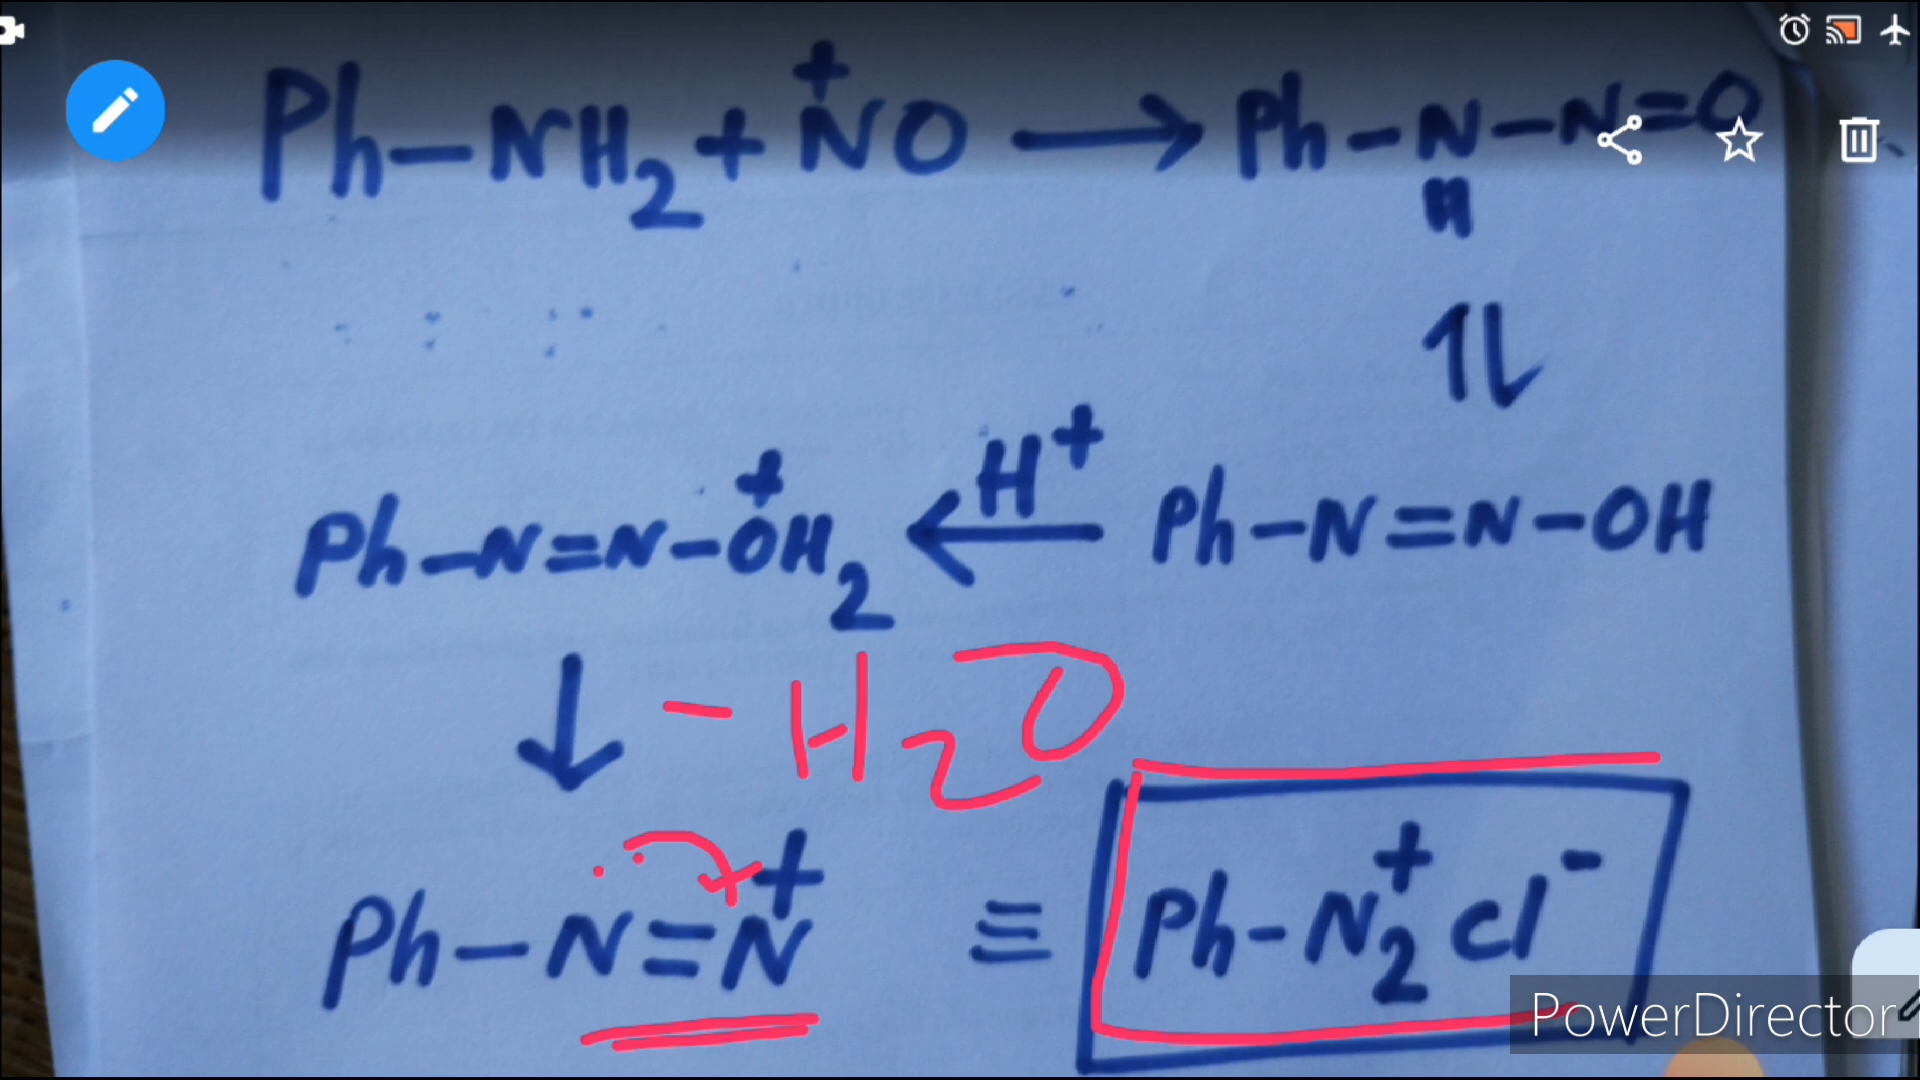 Ph-NH₂ + N⁺O → Ph-N-N=O
H
⇅
Ph-N=N-O⁺H₂ ←H⁺ Ph-N=N-OH
↓ -H₂O
Ph-N=N⁺ ≡ Ph-N₂⁺Cl⁻
PowerDirector